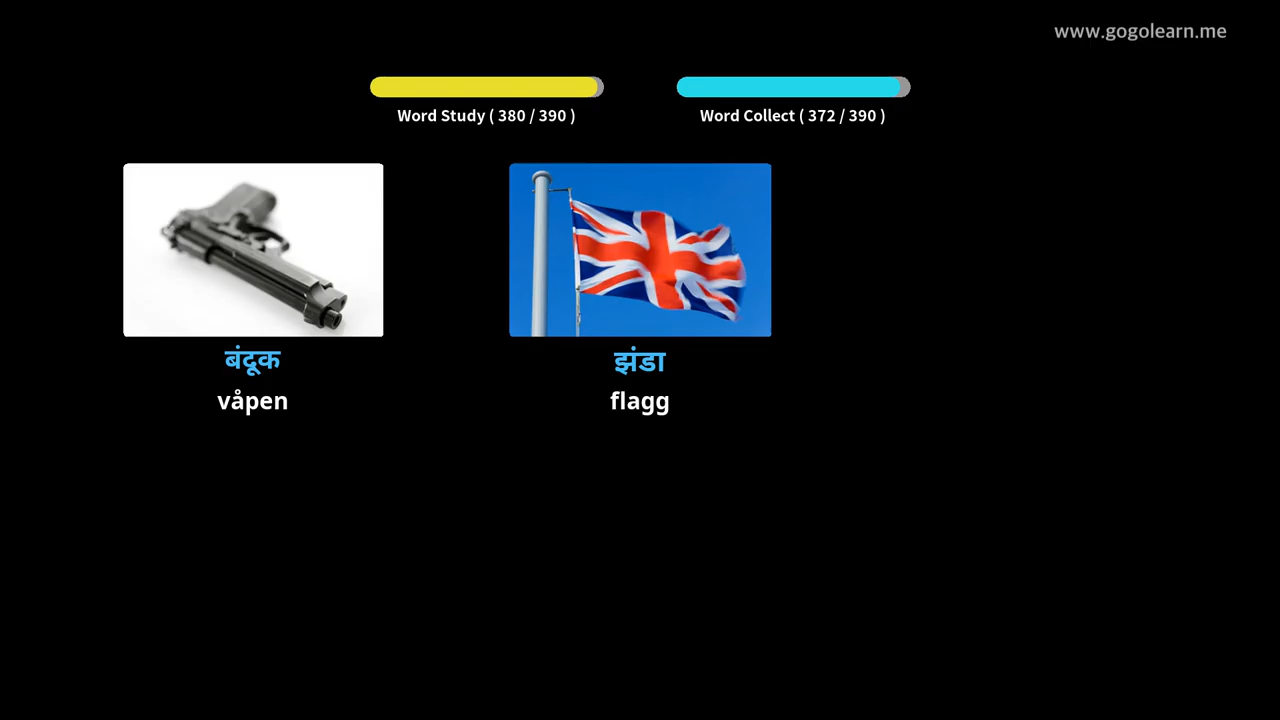 www.gogolearn.me
Word Study ( 380 / 390 )
Word Collect ( 372 / 390 )
बंदूक
våpen
झंडा
flagg